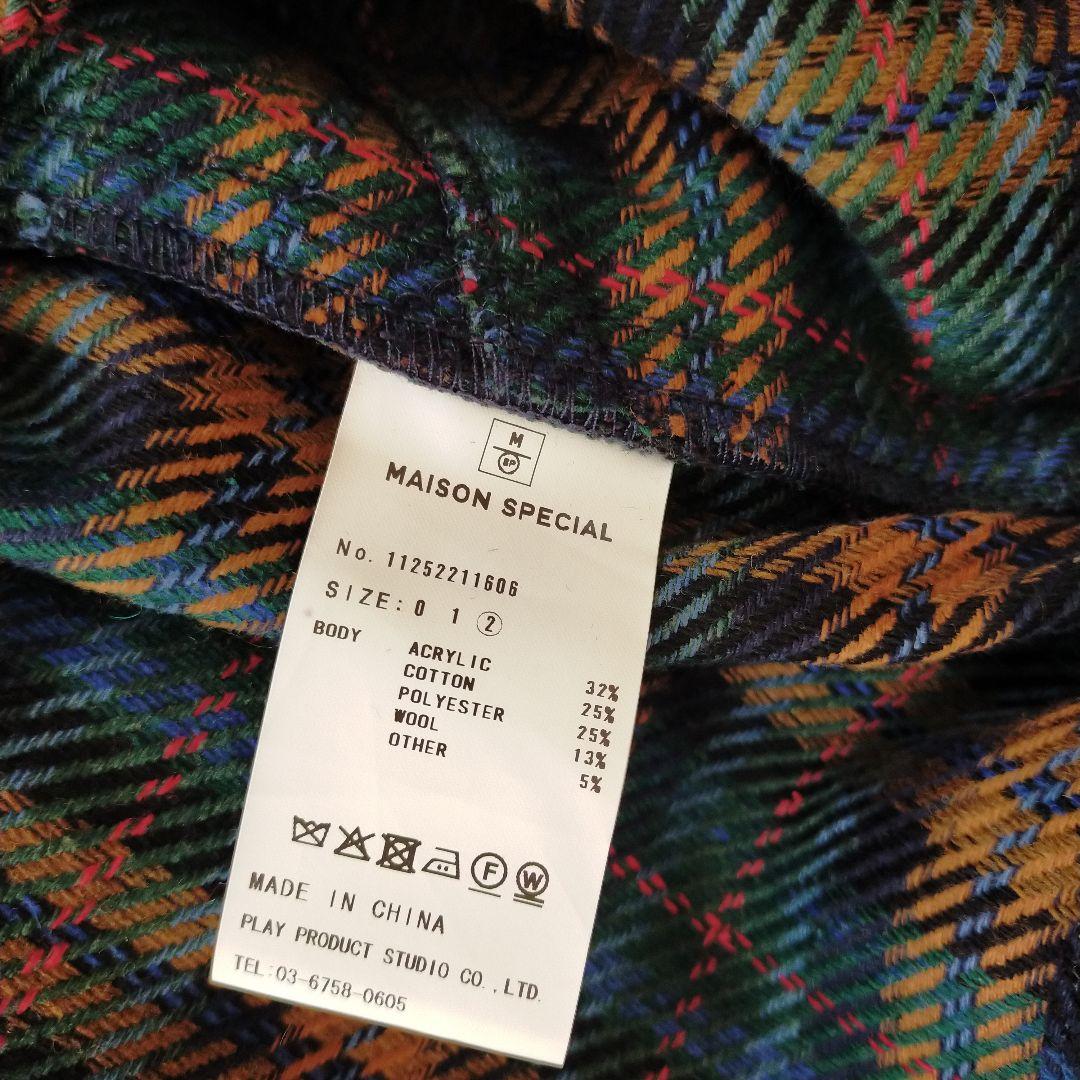 M
SP
MAISON SPECIAL
No. 11252211606
SIZE: 0 1 2
BODY
ACRYLIC 32%
COTTON 25%
POLYESTER 25%
WOOL 13%
OTHER 5%
F W
MADE IN CHINA
PLAY PRODUCT STUDIO CO.,LTD.
TEL:03-6758-0605